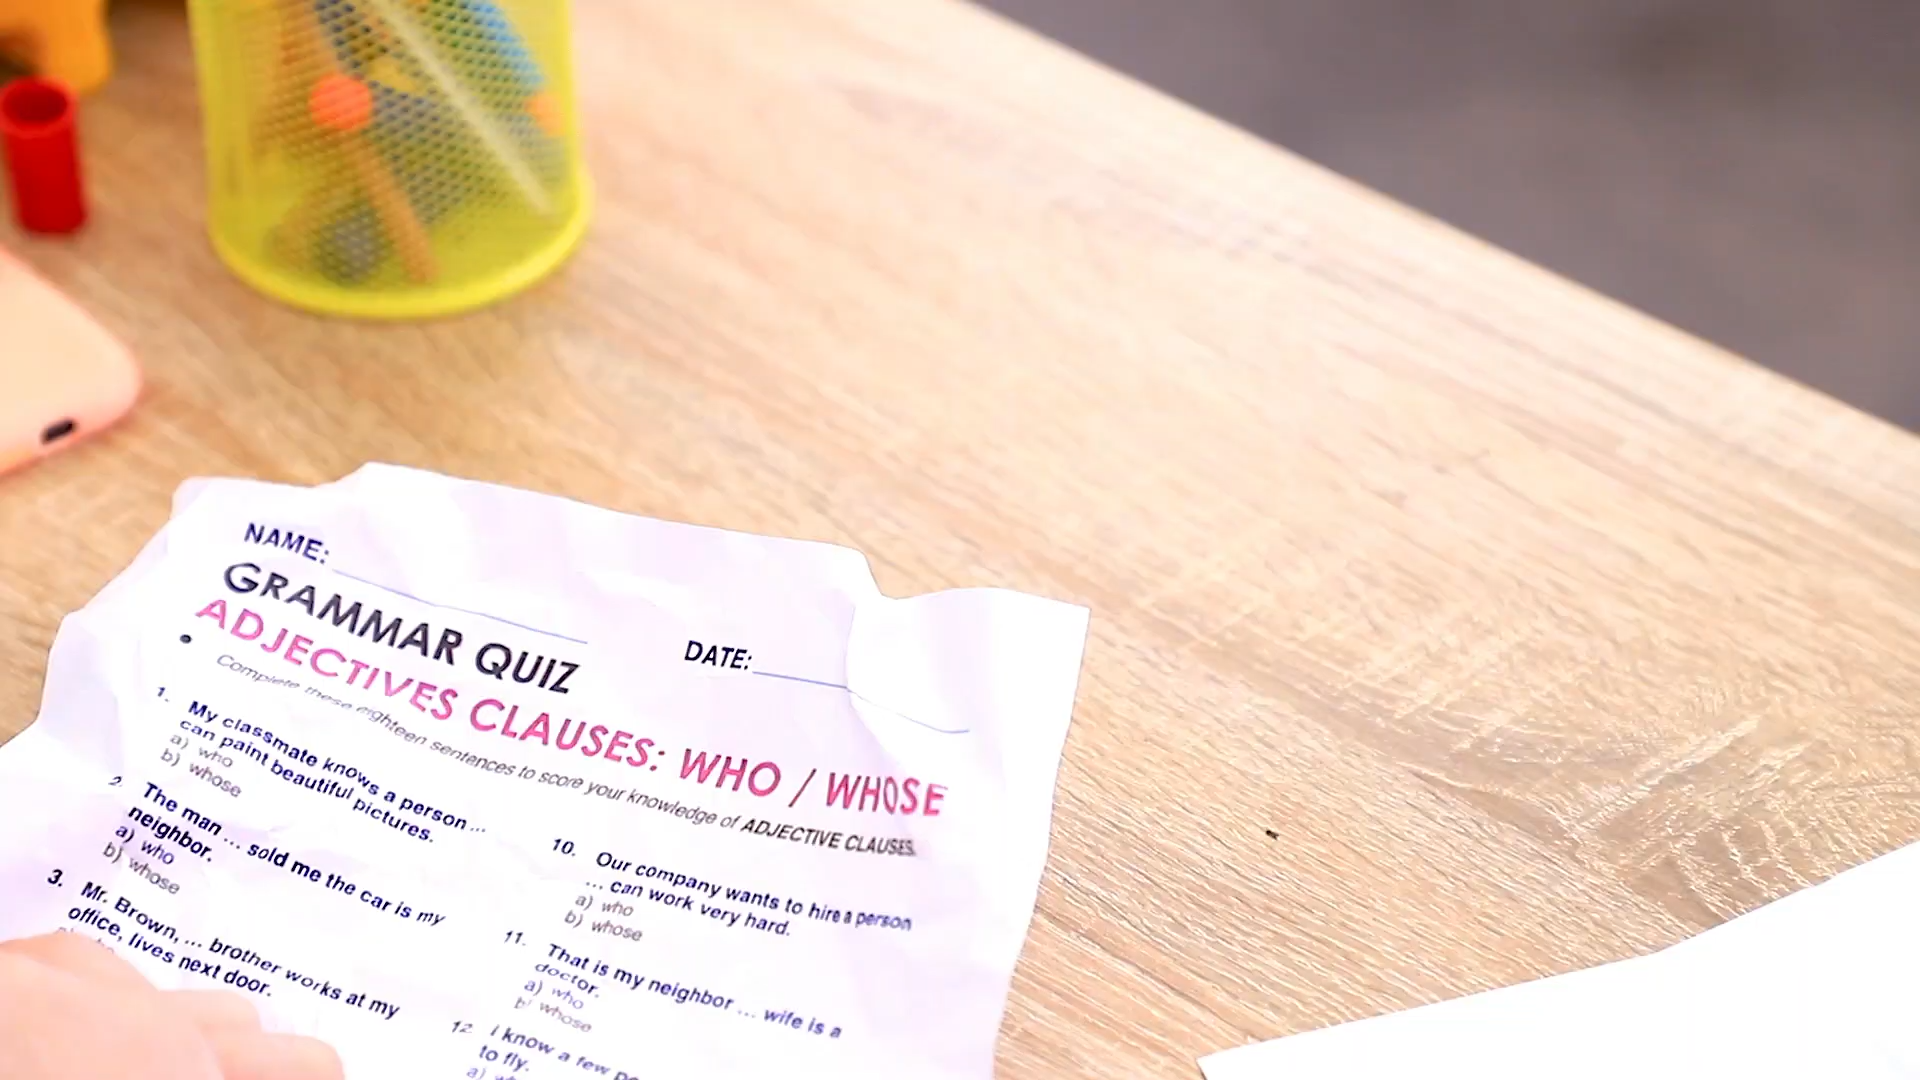 NAME:
DATE:
GRAMMAR QUIZ
ADJECTIVES CLAUSES: WHO / WHOSE
Complete these eighteen sentences to score your knowledge of ADJECTIVE CLAUSES.
1. My classmate knows a person ...
can paint beautiful pictures.
a) who
b) whose
2. The man ... sold me the car is my
neighbor.
a) who
b) whose
3. Mr. Brown, ... brother works at my
office, lives next door.
10. Our company wants to hire a person
... can work very hard.
a) who
b) whose
11. That is my neighbor ... wife is a
doctor.
a) who
b) whose
12 I know a few
to fly.
a)